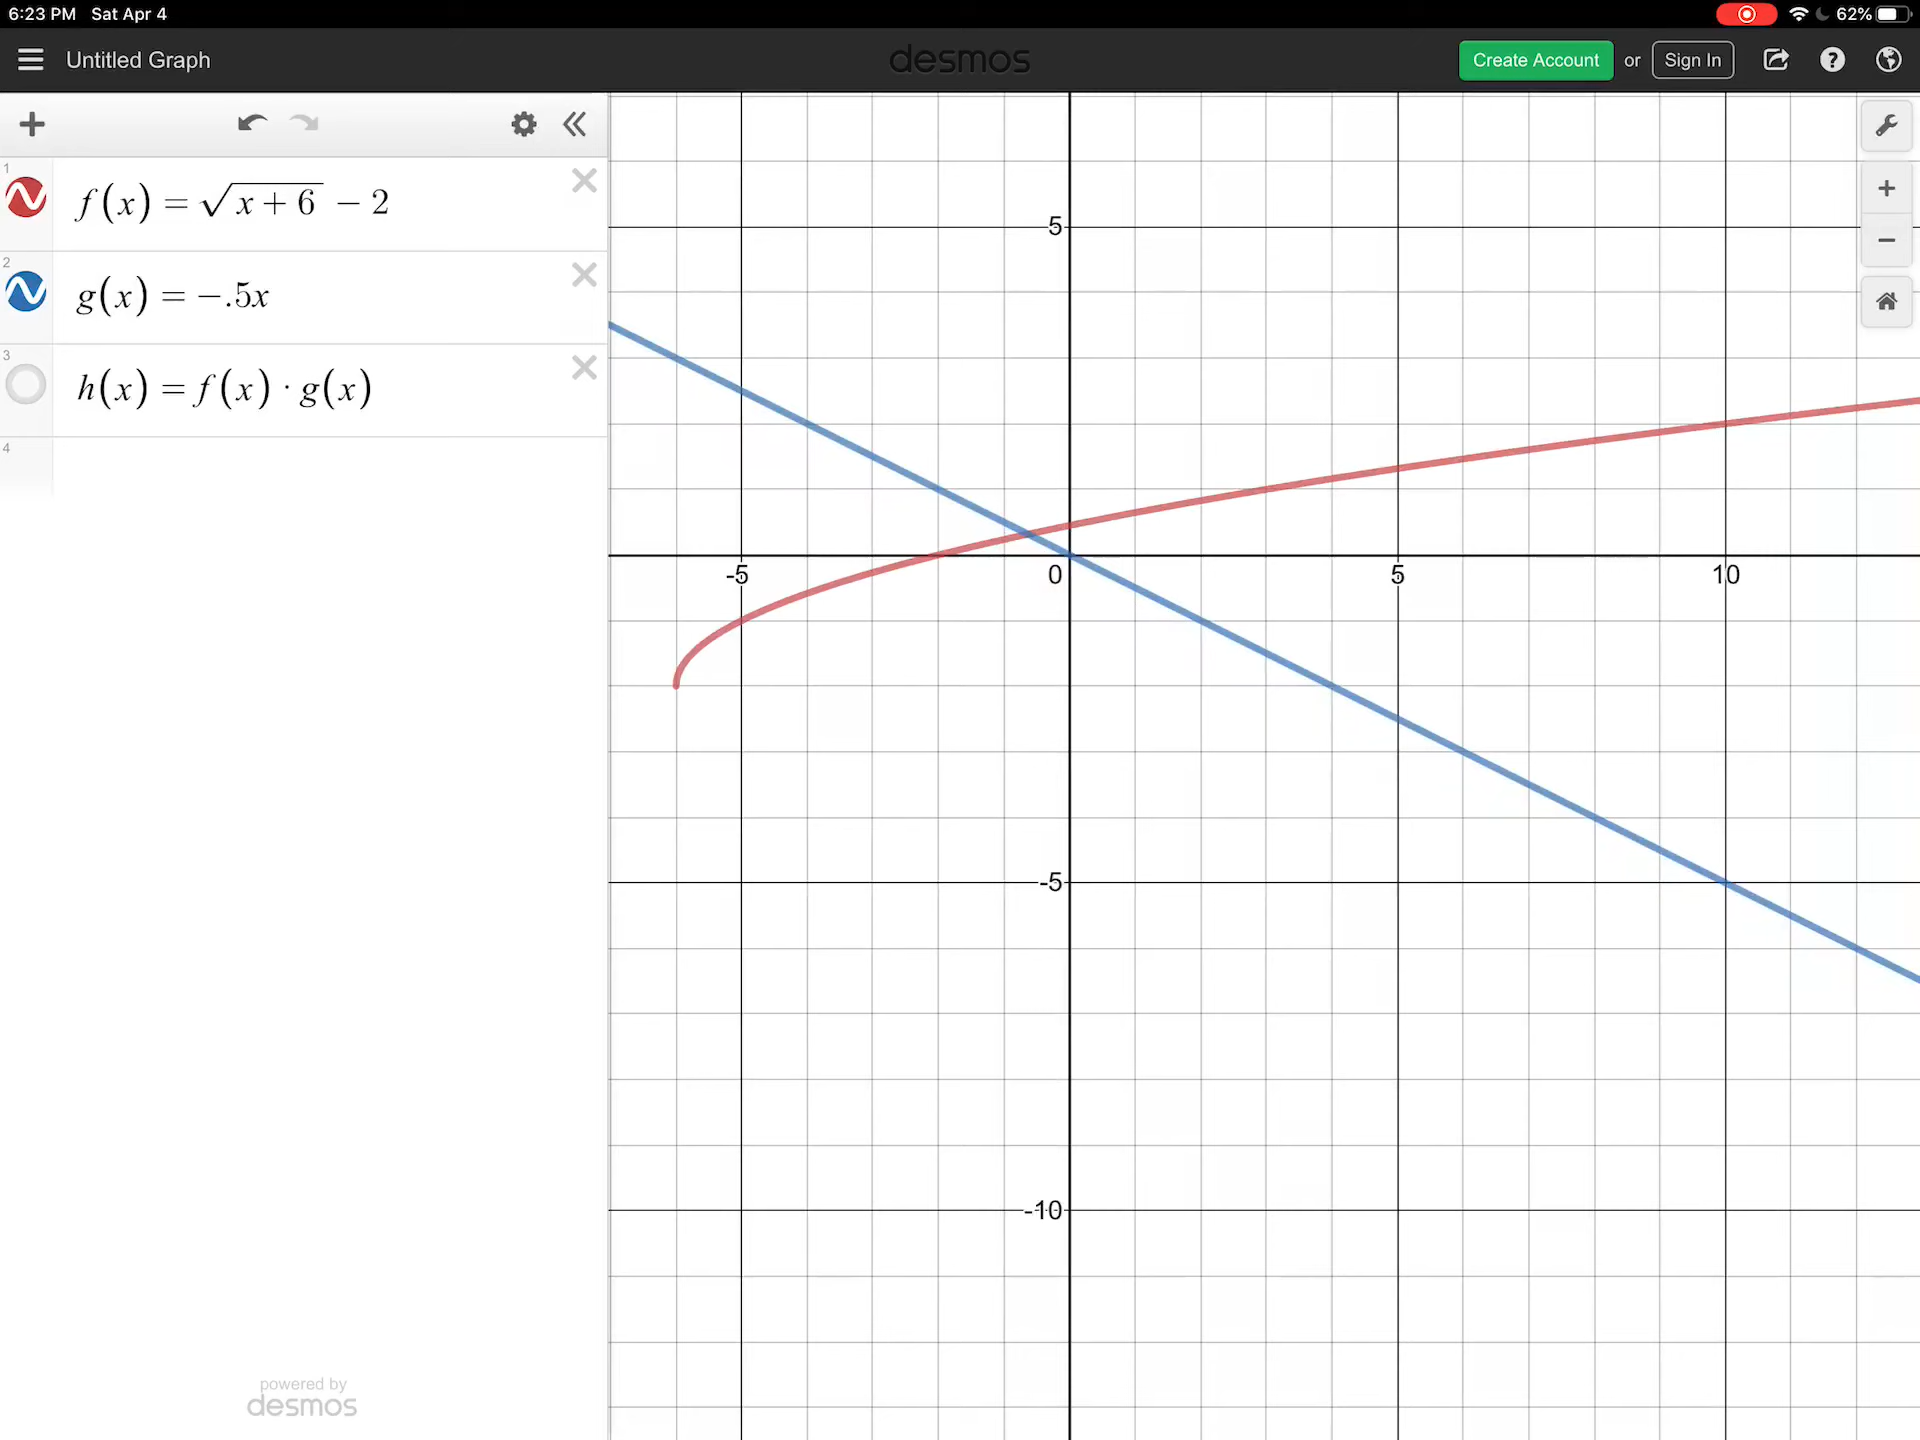 6:23 PM Sat Apr 4 62%
Untitled Graph desmos Create Account or Sign In
1 f(x) = √(x + 6) − 2
2 g(x) = −.5x
3 h(x) = f(x) · g(x)
4
5
-5 0 5 10
-5
-10
powered by
desmos